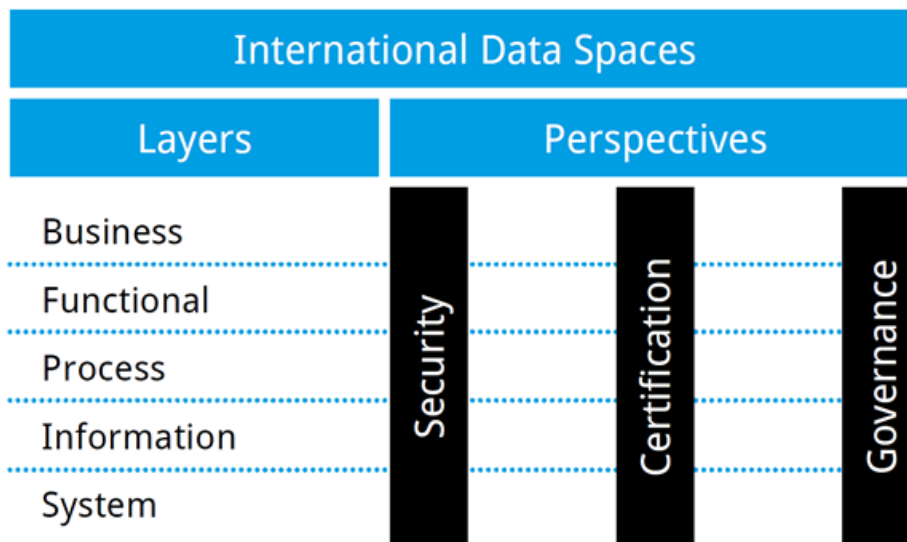 International Data Spaces
Layers
Perspectives
Business
Functional
Process
Information
System
Security
Certification
Governance